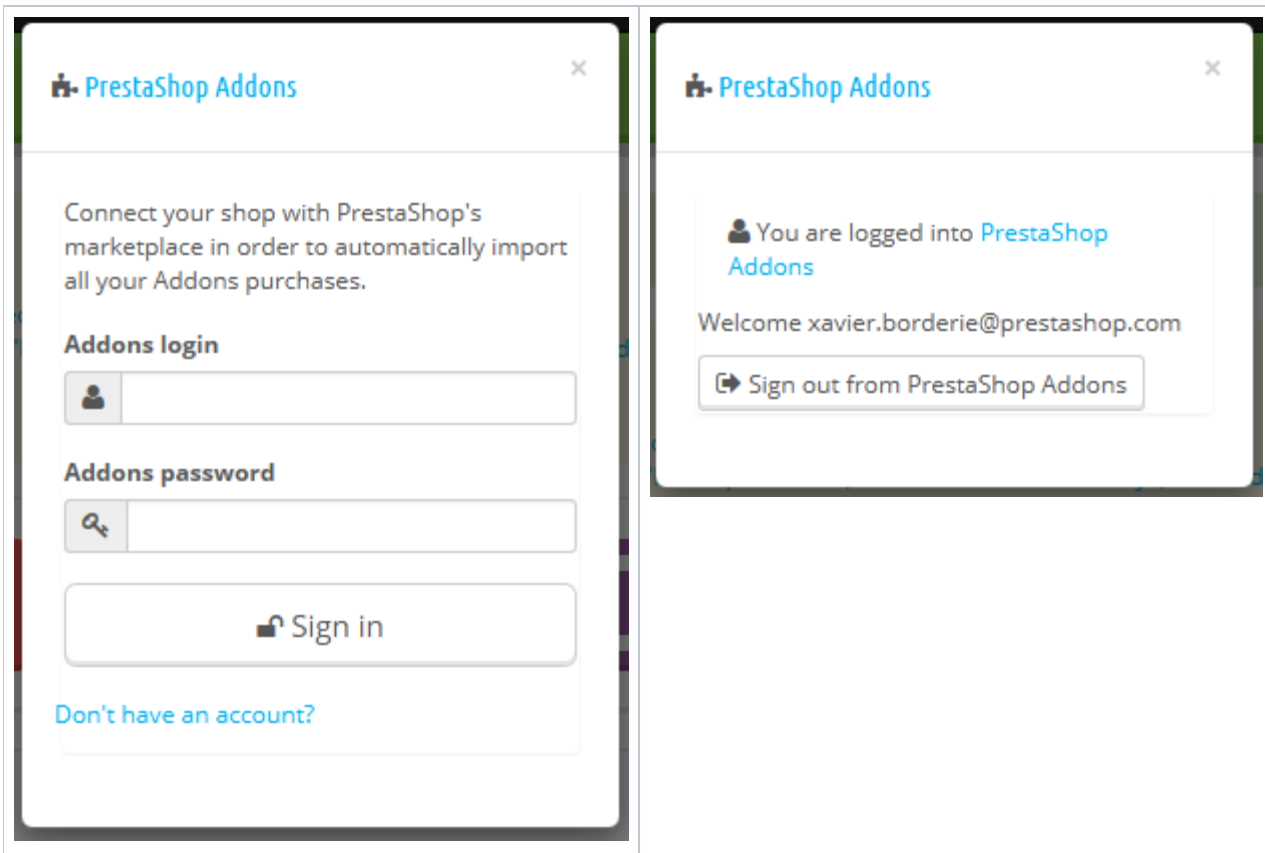 PrestaShop Addons
×
Connect your shop with PrestaShop's
marketplace in order to automatically import
all your Addons purchases.
Addons login
Addons password
Sign in
Don't have an account?
PrestaShop Addons
×
You are logged into PrestaShop
Addons
Welcome xavier.borderie@prestashop.com
Sign out from PrestaShop Addons